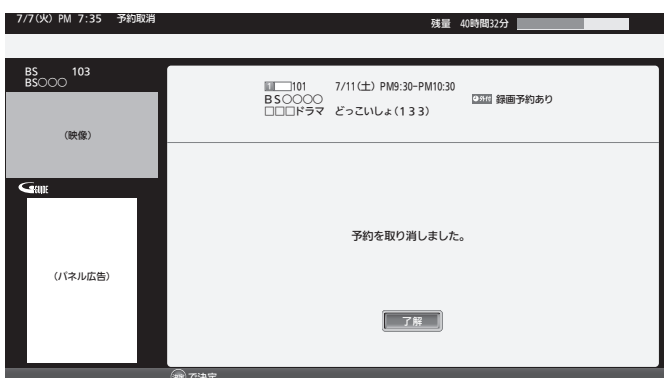 7/7(火) PM 7:35 予約取消
残量 40時間32分
BS 103
BS○○○
101 7/11(土) PM9:30-PM10:30
BS○○○○
録画予約あり
□□□ドラマ どっこいしょ(133)
(映像)
G-GUIDE
予約を取り消しました。
(パネル広告)
了解
で決定